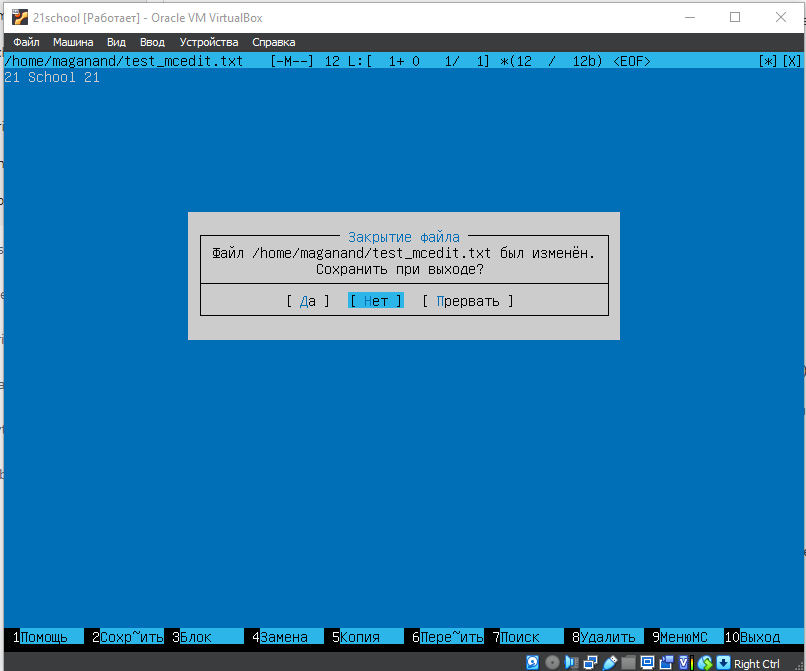 21school [Работает] - Oracle VM VirtualBox
Файл Машина Вид Ввод Устройства Справка
/home/maganand/test_mcedit.txt [-M--] 12 L:[ 1+ 0 1/ 1] *(12 / 12b) <EOF> [*][X]
21 School 21
Закрытие файла
Файл /home/maganand/test_mcedit.txt был изменён.
Сохранить при выходе?
[ Да ] [ Нет ] [ Прервать ]
1Помощь 2Сохр~ить 3Блок 4Замена 5Копия 6Пере~ить 7Поиск 8Удалить 9МенюMC 10Выход
Right Ctrl